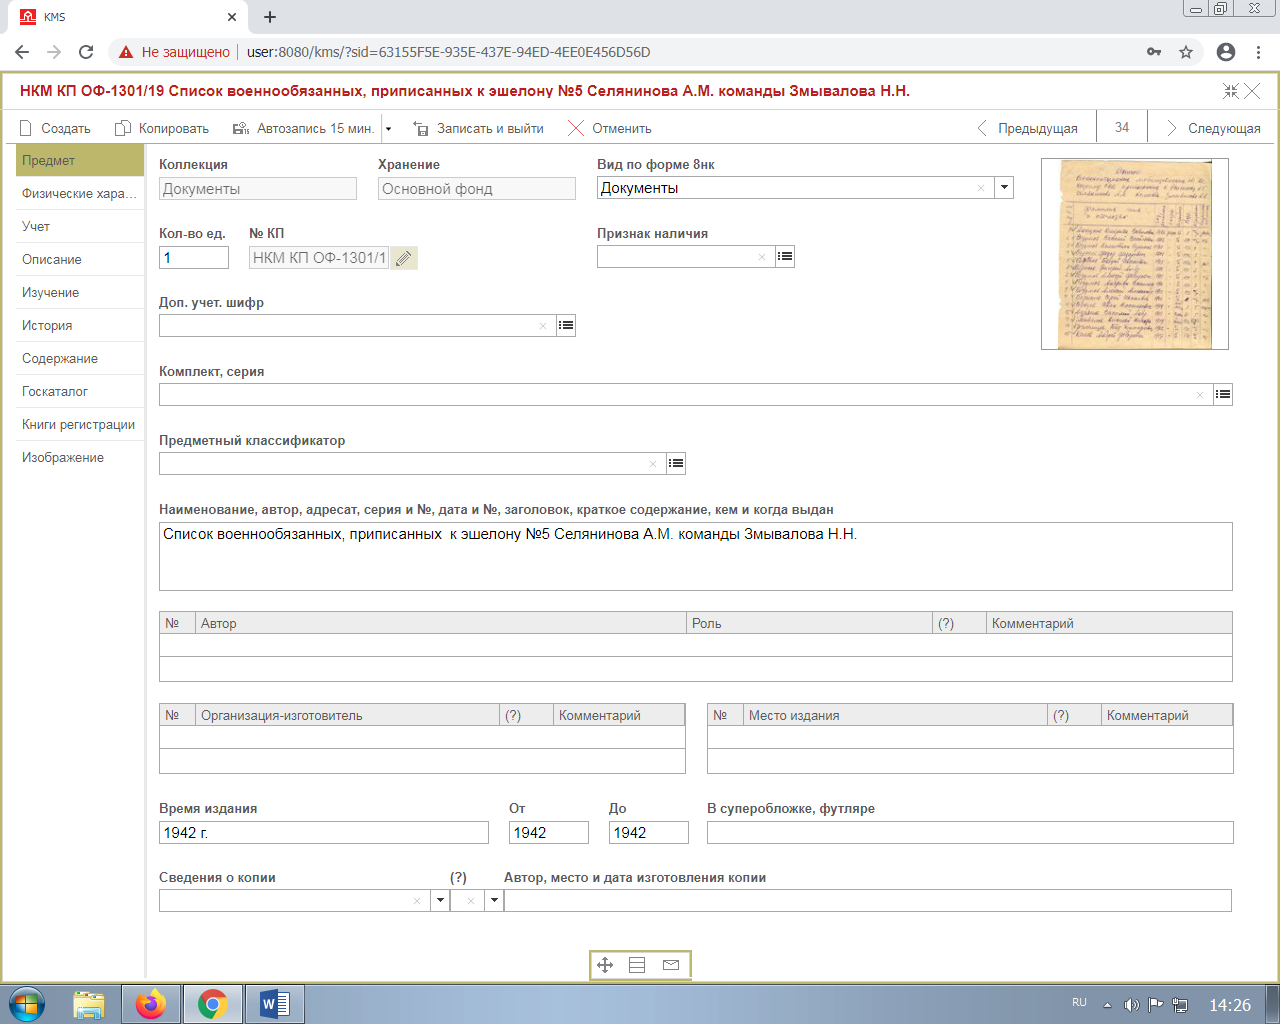 KMS
Не защищено user:8080/kms/?sid=63155F5E-935E-437E-94ED-4EE0E456D56D
НКМ КП ОФ-1301/19 Список военнообязанных, приписанных к эшелону №5 Селянинова А.М. команды Змывалова Н.Н.
Создать Копировать Автозапись 15 мин. Записать и выйти Отменить Предыдущая 34 Следующая
Предмет
Физические хара...
Учет
Описание
Изучение
История
Содержание
Госкаталог
Книги регистрации
Изображение
Коллекция Хранение Вид по форме 8нк
Документы Основной фонд Документы
Кол-во ед. № КП Признак наличия
1 НКМ КП ОФ-1301/1
Доп. учет. шифр
Комплект, серия
Предметный классификатор
Наименование, автор, адресат, серия и №, дата и №, заголовок, краткое содержание, кем и когда выдан
Список военнообязанных, приписанных  к эшелону №5 Селянинова А.М. команды Змывалова Н.Н.
№ Автор Роль (?) Комментарий
№ Организация-изготовитель (?) Комментарий № Место издания (?) Комментарий
Время издания От До В суперобложке, футляре
1942 г. 1942 1942
Сведения о копии (?) Автор, место и дата изготовления копии
RU 14:26